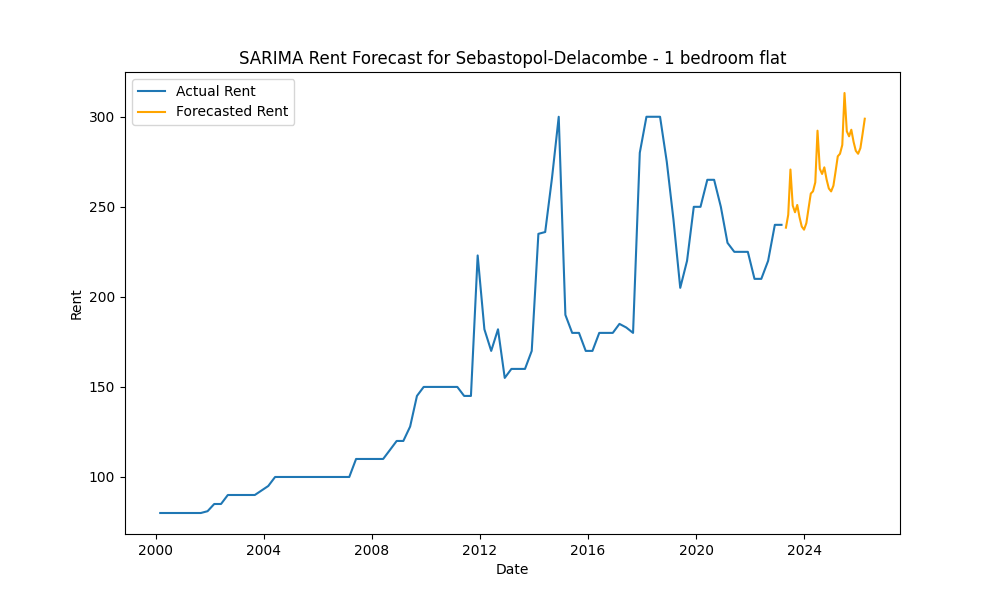 SARIMA Rent Forecast for Sebastopol-Delacombe - 1 bedroom flat
Actual Rent
Forecasted Rent
300
250
200
150
100
Rent
2000 2004 2008 2012 2016 2020 2024
Date